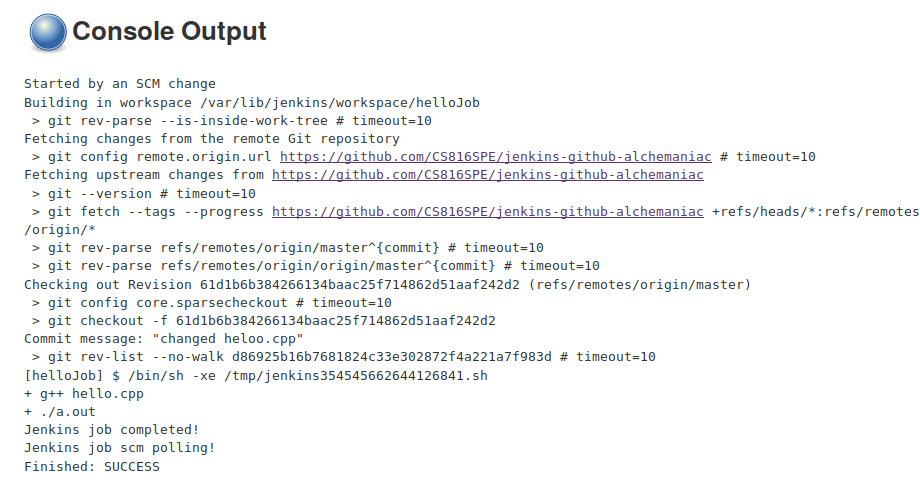 Console Output
Started by an SCM change
Building in workspace /var/lib/jenkins/workspace/helloJob
> git rev-parse --is-inside-work-tree # timeout=10
Fetching changes from the remote Git repository
> git config remote.origin.url https://github.com/CS816SPE/jenkins-github-alchemaniac # timeout=10
Fetching upstream changes from https://github.com/CS816SPE/jenkins-github-alchemaniac
> git --version # timeout=10
> git fetch --tags --progress https://github.com/CS816SPE/jenkins-github-alchemaniac +refs/heads/*:refs/remotes
/origin/*
> git rev-parse refs/remotes/origin/master^{commit} # timeout=10
> git rev-parse refs/remotes/origin/origin/master^{commit} # timeout=10
Checking out Revision 61d1b6b384266134baac25f714862d51aaf242d2 (refs/remotes/origin/master)
> git config core.sparsecheckout # timeout=10
> git checkout -f 61d1b6b384266134baac25f714862d51aaf242d2
Commit message: "changed heloo.cpp"
> git rev-list --no-walk d86925b16b7681824c33e302872f4a221a7f983d # timeout=10
[helloJob] $ /bin/sh -xe /tmp/jenkins354545662644126841.sh
+ g++ hello.cpp
+ ./a.out
Jenkins job completed!
Jenkins job scm polling!
Finished: SUCCESS